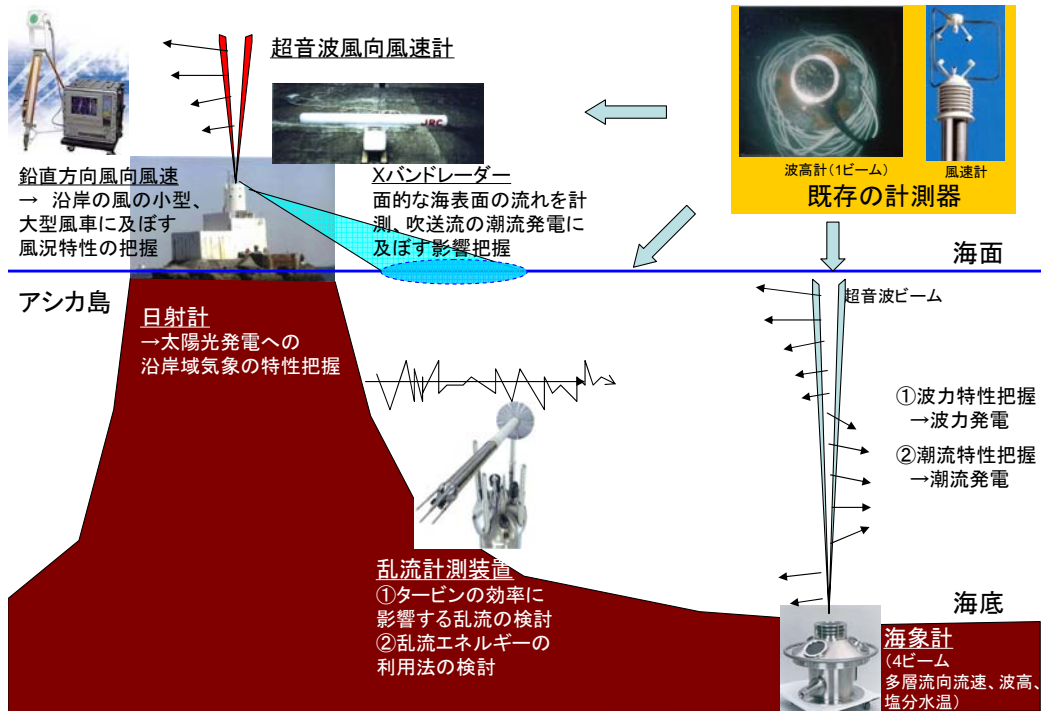 超音波風向風速計
JRC
鉛直方向風向風速
→ 沿岸の風の小型、
大型風車に及ぼす
風況特性の把握
Xバンドレーダー
面的な海表面の流れを計
測、吹送流の潮流発電に
及ぼす影響把握
波高計(1ビーム)
風速計
既存の計測器
海面
アシカ島
日射計
→太陽光発電への
沿岸域気象の特性把握
超音波ビーム
①波力特性把握
→波力発電
②潮流特性把握
→潮流発電
乱流計測装置
①タービンの効率に
影響する乱流の検討
②乱流エネルギーの
利用法の検討
海底
海象計
(4ビーム
多層流向流速、波高、
塩分水温)